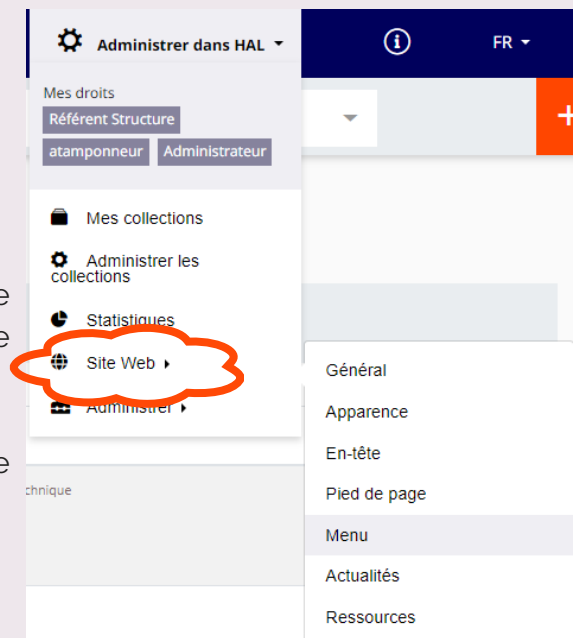 Administrer dans HAL
FR
Mes droits
Référent Structure
atamponneur Administrateur
+
Mes collections
Administrer les
collections
Statistiques
Site Web
Administrer
Général
Apparence
En-tête
Pied de page
Menu
Actualités
Ressources
e
e
e
chnique